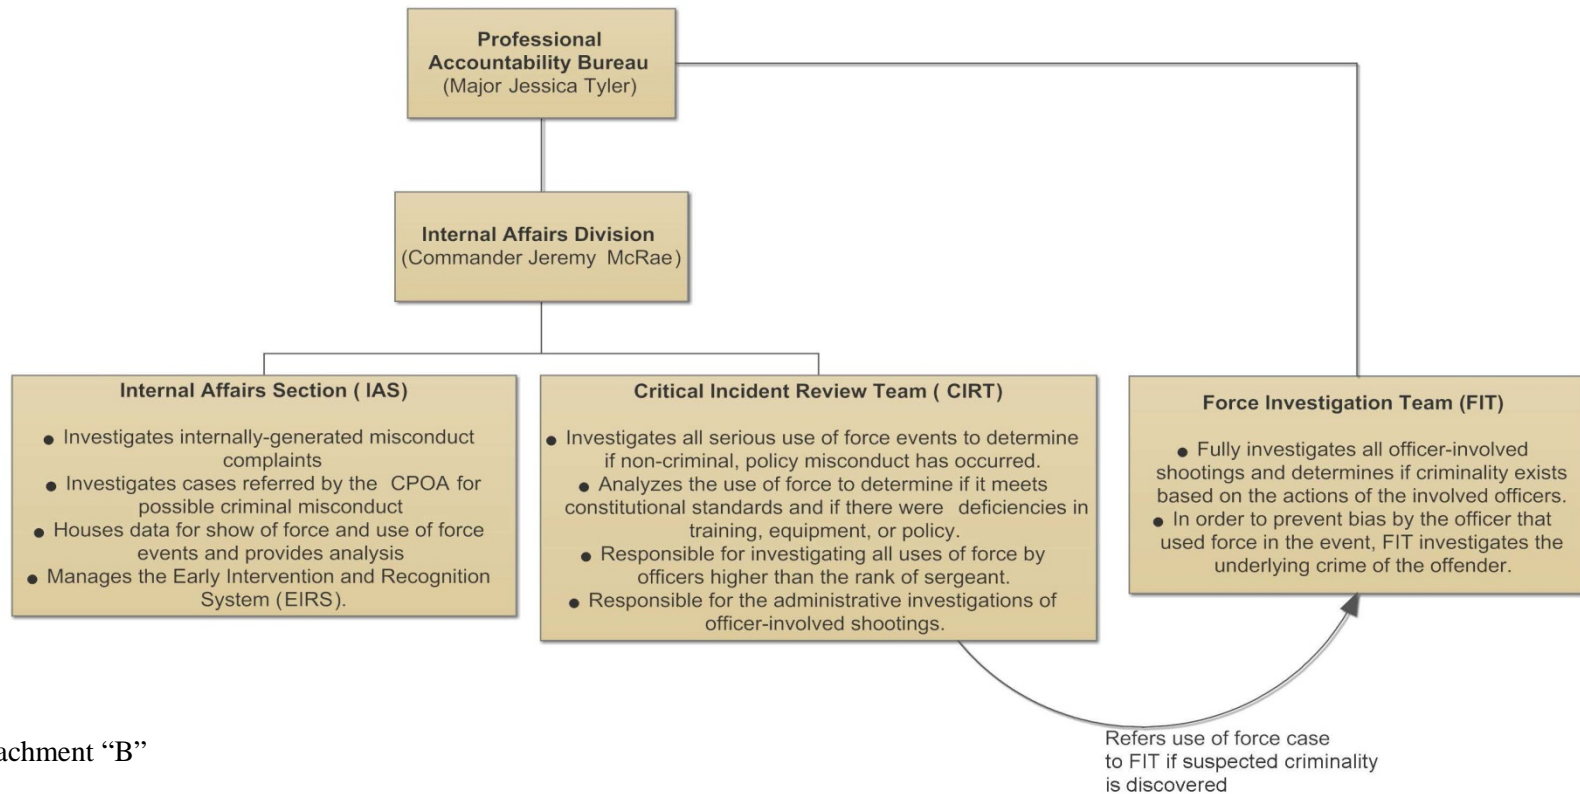 Professional
Accountability Bureau
(Major Jessica Tyler)
Internal Affairs Division
(Commander Jeremy McRae)
Internal Affairs Section ( IAS)
● Investigates internally-generated misconduct
complaints
● Investigates cases referred by the CPOA for
possible criminal misconduct
● Houses data for show of force and use of force
events and provides analysis
● Manages the Early Intervention and Recognition
System (EIRS).
Critical Incident Review Team ( CIRT)
● Investigates all serious use of force events to determine
if non-criminal, policy misconduct has occurred.
● Analyzes the use of force to determine if it meets
constitutional standards and if there were deficiencies in
training, equipment, or policy.
● Responsible for investigating all uses of force by
officers higher than the rank of sergeant.
● Responsible for the administrative investigations of
officer-involved shootings.
Force Investigation Team (FIT)
● Fully investigates all officer-involved
shootings and determines if criminality exists
based on the actions of the involved officers.
● In order to prevent bias by the officer that
used force in the event, FIT investigates the
underlying crime of the offender.
Refers use of force case
to FIT if suspected criminality
is discovered
achment “B”